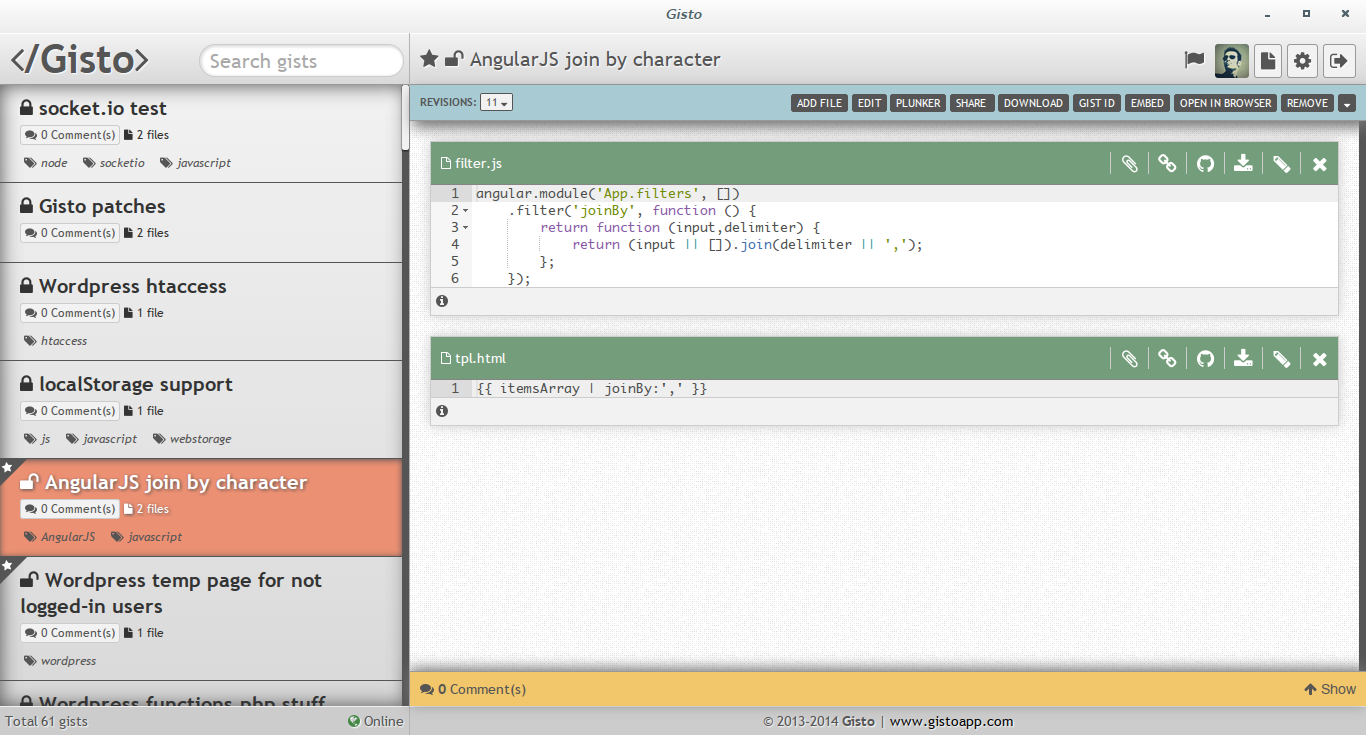 Gisto
</Gisto>
Search gists
AngularJS join by character
REVISIONS: 11
ADD FILE EDIT PLUNKER SHARE DOWNLOAD GIST ID EMBED OPEN IN BROWSER REMOVE
socket.io test
0 Comment(s) 2 files
node socketio javascript
Gisto patches
0 Comment(s) 2 files
Wordpress htaccess
0 Comment(s) 1 file
htaccess
localStorage support
0 Comment(s) 1 file
js javascript webstorage
AngularJS join by character
0 Comment(s) 2 files
AngularJS javascript
Wordpress temp page for not
logged-in users
0 Comment(s) 1 file
wordpress
Wordpress functions php stuff
Total 61 gists Online
filter.js
1 angular.module('App.filters', [])
2 .filter('joinBy', function () {
3 return function (input,delimiter) {
4 return (input || []).join(delimiter || ',');
5 };
6 });
tpl.html
1 {{ itemsArray | joinBy:',' }}
0 Comment(s) Show
© 2013-2014 Gisto | www.gistoapp.com